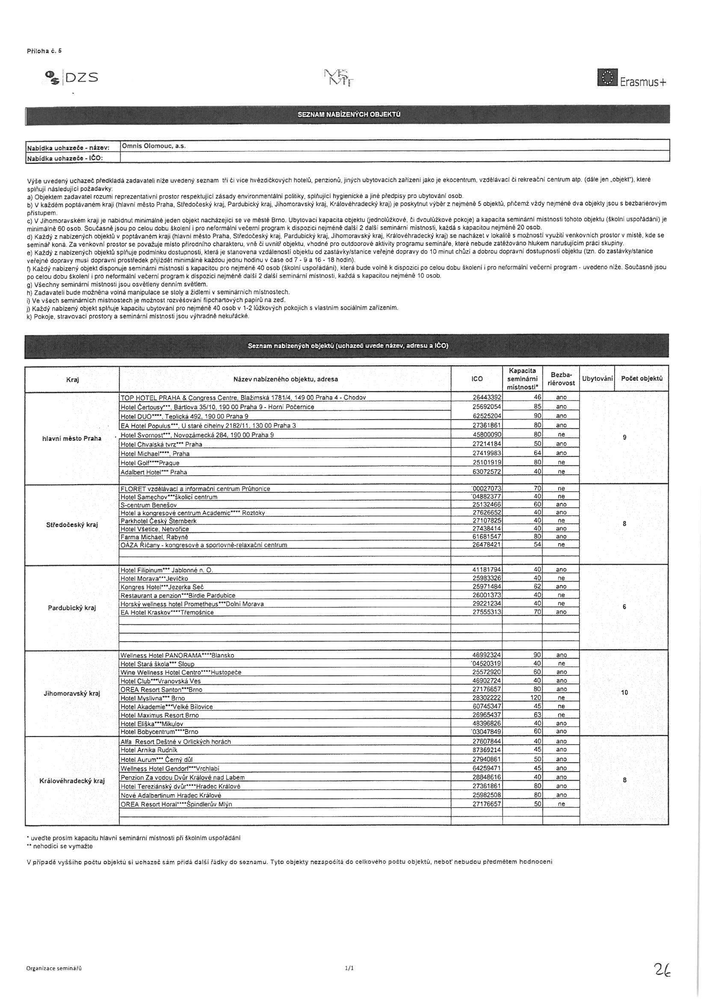 Příloha č. 5
DZS
MŠMT
Erasmus+
SEZNAM NABÍZENÝCH OBJEKTŮ
Nabídka uchazeče - název: Omnis Olomouc, a.s.
Nabídka uchazeče - IČO:
Výše uvedený uchazeč předkládá zadavateli níže uvedený seznam tří či více hvězdičkových hotelů, penzionů, jiných ubytovacích zařízení jako je ekocentrum, vzdělávací či rekreační centrum atp. (dále jen „objekt"), které
splňují následující požadavky:
a) Objektem zadavatel rozumí reprezentativní prostor respektující zásady environmentální politiky, splňující hygienické a jiné předpisy pro ubytování osob.
b) V každém poptávaném kraji (hlavní město Praha, Středočeský kraj, Pardubický kraj, Jihomoravský kraj, Královéhradecký kraj) je poskytnut výběr z nejméně 5 objektů, přičemž vždy nejméně dva objekty jsou s bezbariérovým
přístupem.
c) V Jihomoravském kraji je nabídnut minimálně jeden objekt nacházející se ve městě Brno. Ubytovací kapacita objektu (jednolůžkové, či dvoulůžkové pokoje) a kapacita seminární místnosti tohoto objektu (školní uspořádání) je
minimálně 60 osob. Současně jsou po celou dobu školení i pro neformální večerní program k dispozici nejméně další 2 další seminární místnosti, každá s kapacitou nejméně 20 osob.
d) Každý z nabízených objektů v poptávaném kraji (hlavní město Praha, Středočeský kraj, Pardubický kraj, Jihomoravský kraj, Královéhradecký kraj) se nacházet v lokalitě s možností využití venkovních prostor v místě, kde se
seminář koná. Za venkovní prostor se považuje místo přírodního charakteru, vně či uvnitř objektu, vhodné pro outdoorové aktivity programu semináře, které nebude zatěžováno hlukem narušujícím práci skupiny.
e) Každý z nabízených objektů splňuje podmínku dostupnosti, která je stanovena vzdáleností objektu od zastávky/stanice veřejné dopravy do 10 minut chůzí a dobrou dopravní dostupností objektu (tzn. do zastávky/stanice
veřejné dopravy musí dopravní prostředek přijíždět minimálně každou jednu hodinu v čase od 7 - 9 a 16 - 18 hodin).
f) Každý nabízený objekt disponuje seminární místností s kapacitou pro nejméně 40 osob (školní uspořádání), která bude volně k dispozici po celou dobu školení i pro neformální večerní program - uvedeno níže. Současně jsou
po celou dobu školení i pro neformální večerní program k dispozici nejméně další 2 další seminární místnosti, každá s kapacitou nejméně 10 osob.
g) Všechny seminární místnosti jsou osvětleny denním světlem.
h) Zadavateli bude možněna volná manipulace se stoly a židlemi v seminárních místnostech.
i) Ve všech seminárních místnostech je možnost rozvěšování flipchartových papírů na zeď.
j) Každý nabízený objekt splňuje kapacitu ubytování pro nejméně 40 osob v 1-2 lůžkových pokojích s vlastním sociálním zařízením.
k) Pokoje, stravovací prostory a seminární místnosti jsou výhradně nekuřácké.
Seznam nabízených objektů (uchazeč uvede název, adresu a IČO)
Kraj Název nabízeného objektu, adresa ICO Kapacita seminární místnosti* Bezba-riérovost Ubytování Počet objektů
hlavní město Praha 9
TOP HOTEL PRAHA & Congress Centre, Blažimská 1781/4, 149 00 Praha 4 - Chodov 26443392 46 ano
Hotel Čertousy***, Bártlova 35/10, 190 00 Praha 9 - Horní Počernice 25692054 85 ano
Hotel DUO****, Teplická 492, 190 00 Praha 9 62525204 90 ano
EA Hotel Populus***, U staré cihelny 2182/11, 130 00 Praha 3 27361861 80 ano
Hotel Svornost***, Novozámecká 284, 190 00 Praha 9 45800090 80 ne
Hotel Chvalská tvrz*** Praha 27214184 50 ano
Hotel Michael****, Praha 27419983 64 ano
Hotel Golf****Prague 25101919 80 ne
Adalbert Hotel*** Praha 63072572 40 ne
Středočeský kraj 8
FLORET vzdělávací a informační centrum Průhonice '00027073 70 ne
Hotel Samechov***školicí centrum '04882377 40 ne
S-centrum Benešov 25132466 60 ano
Hotel a kongresové centrum Academic**** Roztoky 27626652 40 ano
Parkhotel Český Šternberk 27107825 40 ne
Hotel Všetice, Netvořice 27438414 40 ano
Farma Michael, Rabyně 61681547 80 ano
OÁZA Říčany - kongresové a sportovně-relaxační centrum 26478421 54 ne
Pardubický kraj 6
Hotel Filipinum*** Jablonné n. O. 41181794 40 ano
Hotel Morava***Jevíčko 25983326 40 ne
Kongres Hotel***Jezerka Seč 25971484 62 ano
Restaurant a penzion***Birdie Pardubice 26001373 40 ne
Horský wellness hotel Prometheus***Dolní Morava 29221234 40 ne
EA Hotel Kraskov****Třemošnice 27555313 70 ano
Jihomoravský kraj 10
Wellness Hotel PANORAMA****Blansko 46992324 90 ano
Hotel Stará škola*** Sloup '04520319 40 ne
Wine Wellness Hotel Centro****Hustopeče 25572920 60 ano
Hotel Club***Vranovská Ves 46902724 40 ano
OREA Resort Santon***Brno 27176657 80 ano
Hotel Myslivna*** Brno 28302222 120 ne
Hotel Akademie***Velké Bílovice 60745347 45 ne
Hotel Maximus Resort Brno 26965437 63 ne
Hotel Eliška***Mikulov 48396826 40 ano
Hotel Bobycentrum****Brno '03047849 60 ano
Královéhradecký kraj 8
Alfa Resort Deštné v Orlických horách 27607844 40 ano
Hotel Arnika Rudník 87369214 45 ano
Hotel Aurum*** Černý důl 27940861 50 ano
Wellness Hotel Gendorf***Vrchlabí 64259471 45 ano
Penzion Za vodou Dvůr Králové nad Labem 28848616 40 ano
Hotel Tereziánský dvůr****Hradec Králové 27361861 80 ano
Nové Adalbertinum Hradec Králové 25982508 80 ano
OREA Resort Horal****Špindlerův Mlýn 27176657 50 ne
* uveďte prosím kapacitu hlavní seminární místnosti při školním uspořádání
** nehodící se vymažte
V případě vyššího počtu objektů si uchazeč sám přidá další řádky do seznamu. Tyto objekty nezapočítá do celkového počtu objektů, neboť nebudou předmětem hodnocení
Organizace seminářů 1/1 26